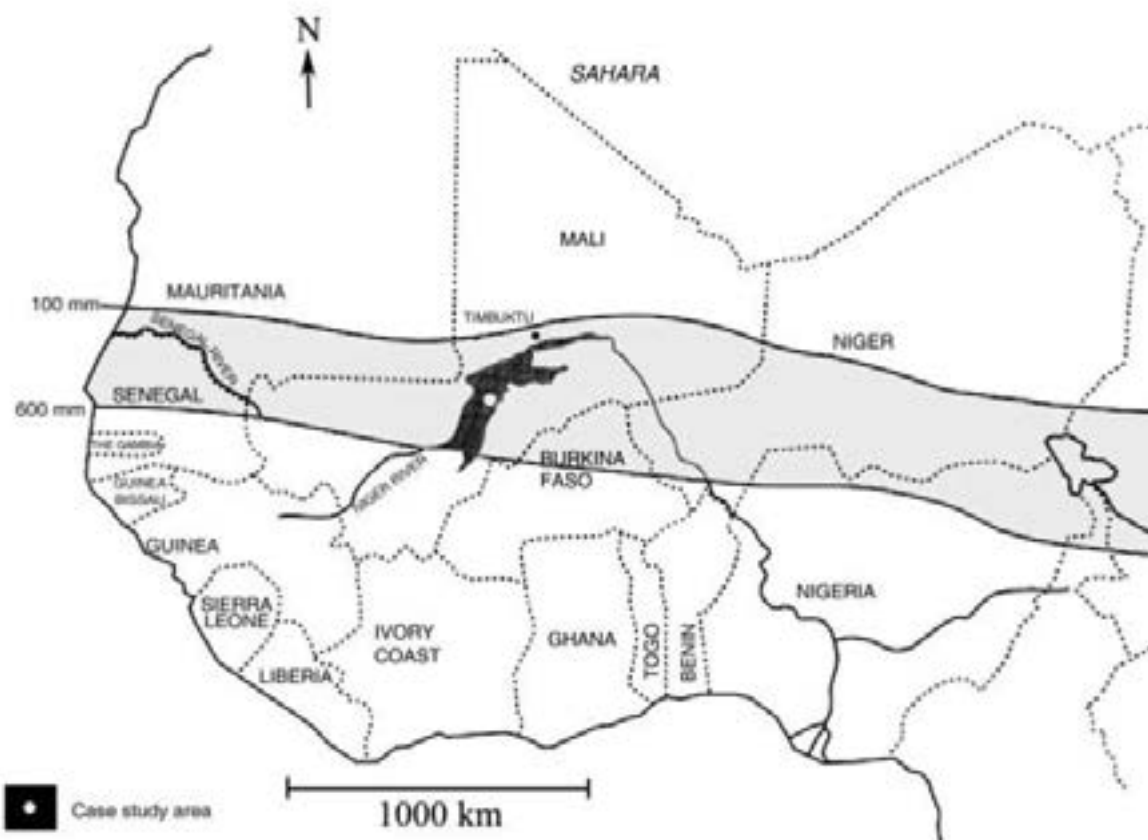 N
SAHARA
MALI
MAURITANIA
100 mm
TIMBUKTU
SENEGAL RIVER
NIGER
SENEGAL
600 mm
THE GAMBIA
BURKINA
FASO
NIGER RIVER
GUINEA
BISSAU
GUINEA
NIGERIA
SIERRA
LEONE
IVORY
COAST
GHANA
TOGO
BENIN
LIBERIA
Case study area
1000 km